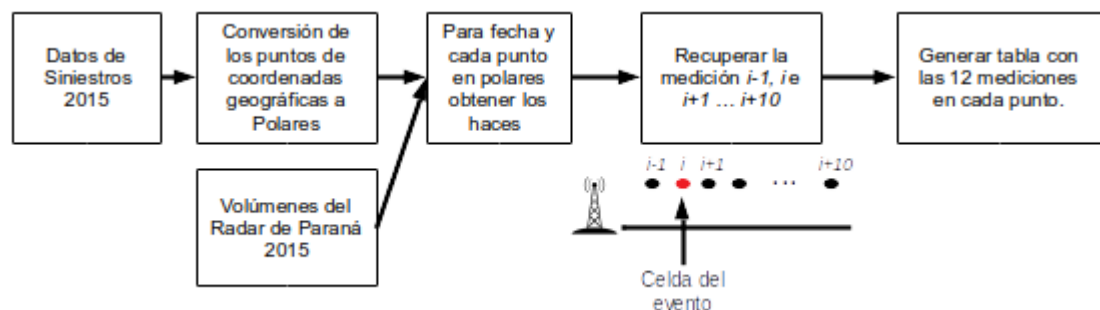 Datos de
Siniestros
2015
Conversión de
los puntos de
coordenadas
geográficas a
Polares
Para fecha y
cada punto
en polares
obtener los
haces
Recuperar la
medición i-1, i e
i+1 ... i+10
Generar tabla con
las 12 mediciones
en cada punto.
Volúmenes del
Radar de Paraná
2015
i-1 i i+1 i+10
...
Celda del
evento